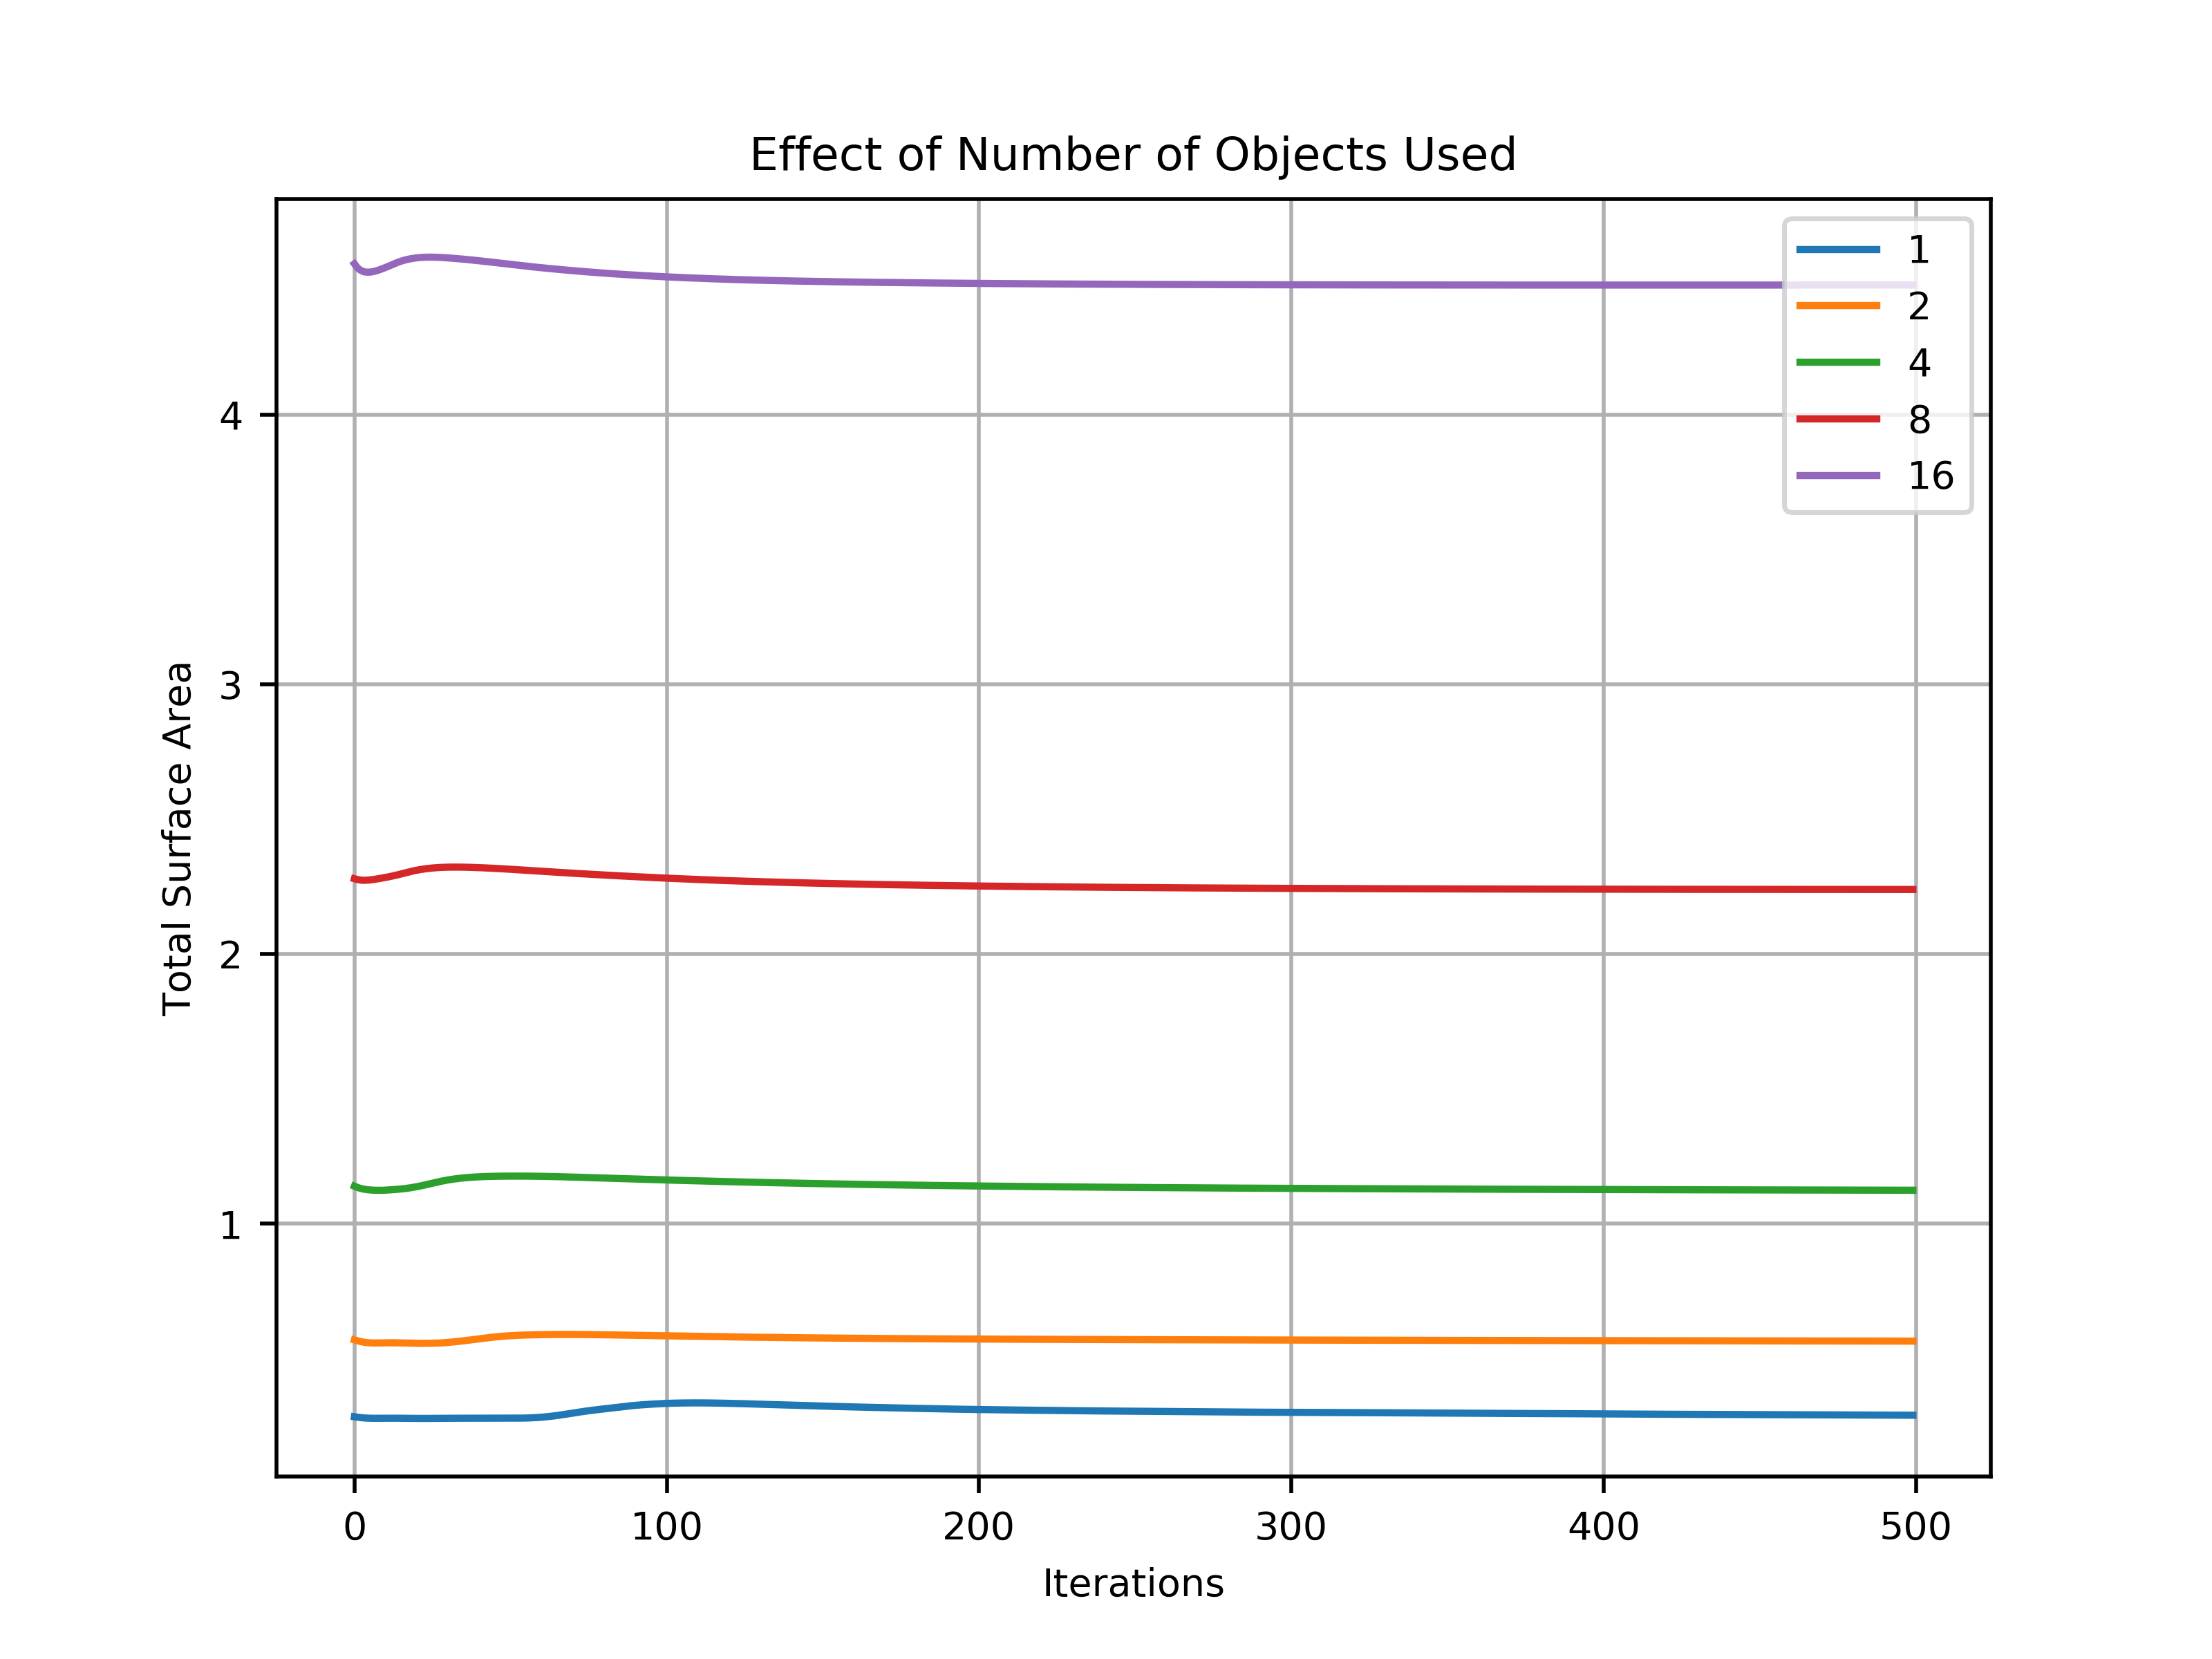 Effect of Number of Objects Used
1
2
4
8
16
Total Surface Area
4
3
2
1
0 100 200 300 400 500
Iterations